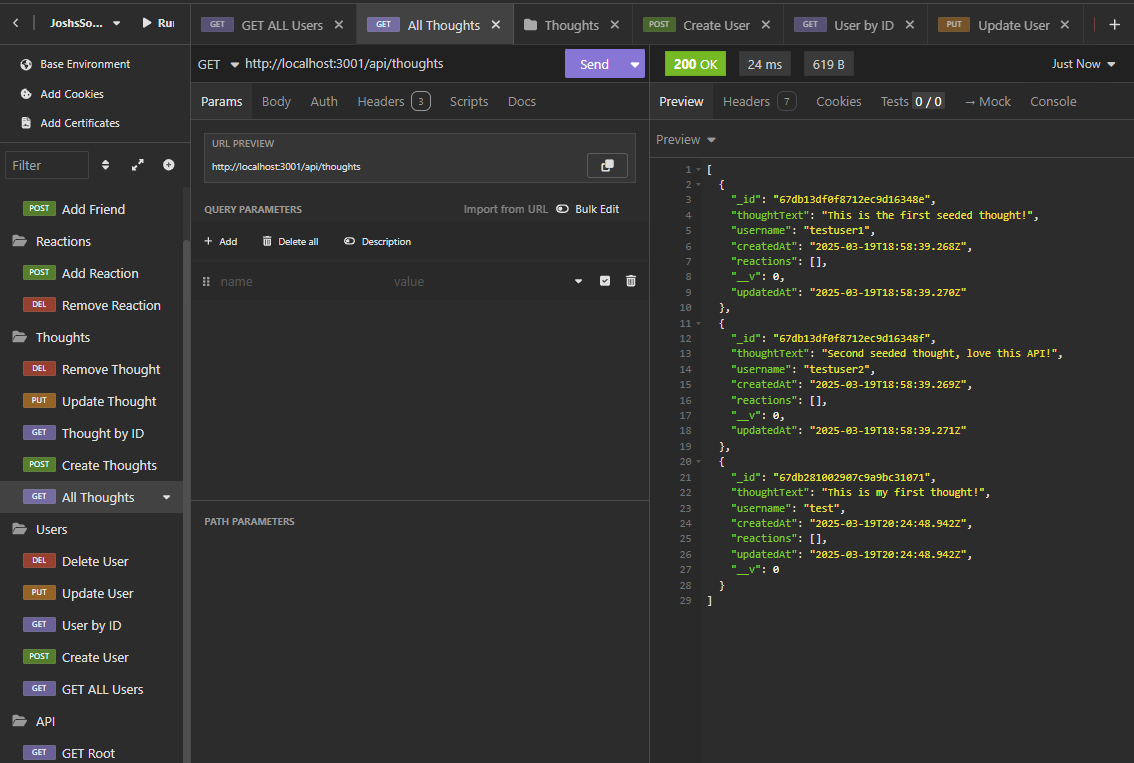 JoshsSo...
Run
GET GET ALL Users
GET All Thoughts
Thoughts
POST Create User
GET User by ID
PUT Update User
Base Environment
Add Cookies
Add Certificates
Filter
POST Add Friend
Reactions
POST Add Reaction
DEL Remove Reaction
Thoughts
DEL Remove Thought
PUT Update Thought
GET Thought by ID
POST Create Thoughts
GET All Thoughts
Users
DEL Delete User
PUT Update User
GET User by ID
POST Create User
GET GET ALL Users
API
GET GET Root
GET http://localhost:3001/api/thoughts Send
Params Body Auth Headers 3 Scripts Docs
URL PREVIEW
http://localhost:3001/api/thoughts
QUERY PARAMETERS Import from URL Bulk Edit
+ Add Delete all Description
name value
PATH PARAMETERS
200 OK 24 ms 619 B Just Now
Preview Headers 7 Cookies Tests 0 / 0 → Mock Console
Preview
1 [
2 {
3 "_id": "67db13df0f8712ec9d16348e",
4 "thoughtText": "This is the first seeded thought!",
5 "username": "testuser1",
6 "createdAt": "2025-03-19T18:58:39.268Z",
7 "reactions": [],
8 "__v": 0,
9 "updatedAt": "2025-03-19T18:58:39.270Z"
10 },
11 {
12 "_id": "67db13df0f8712ec9d16348f",
13 "thoughtText": "Second seeded thought, love this API!",
14 "username": "testuser2",
15 "createdAt": "2025-03-19T18:58:39.269Z",
16 "reactions": [],
17 "__v": 0,
18 "updatedAt": "2025-03-19T18:58:39.271Z"
19 },
20 {
21 "_id": "67db281002907c9a9bc31071",
22 "thoughtText": "This is my first thought!",
23 "username": "test",
24 "createdAt": "2025-03-19T20:24:48.942Z",
25 "reactions": [],
26 "updatedAt": "2025-03-19T20:24:48.942Z",
27 "__v": 0
28 }
29 ]